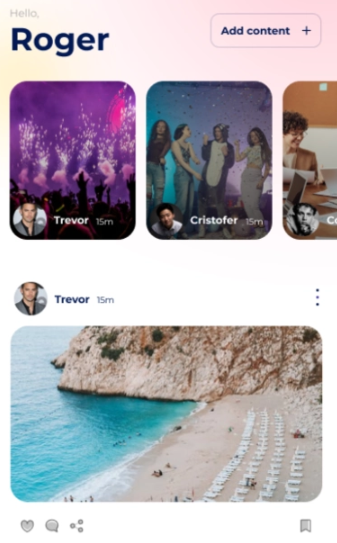 Hello,
Roger
Add content +
Trevor 15m
Cristofer 15m
Trevor 15m